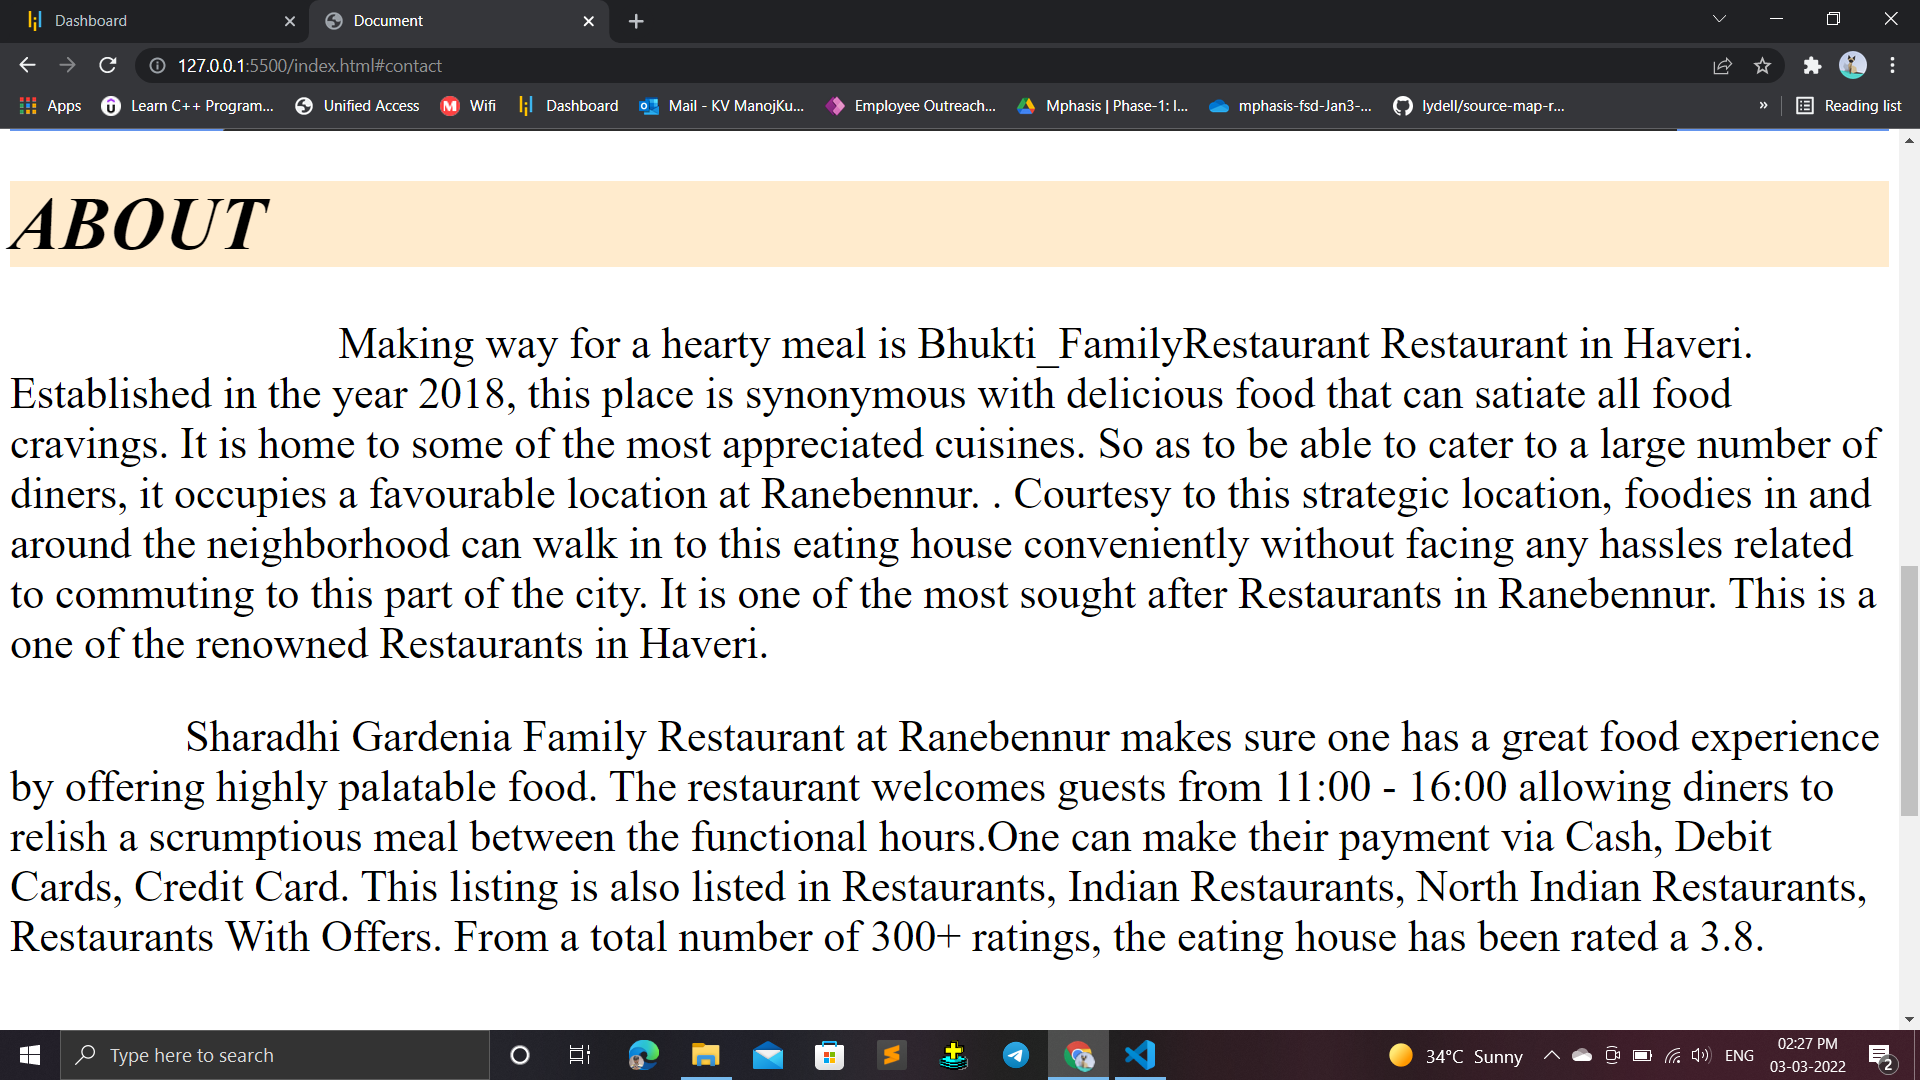 Dashboard
Document
127.0.0.1:5500/index.html#contact
Apps
Learn C++ Program...
Unified Access
Wifi
Dashboard
Mail - KV ManojKu...
Employee Outreach...
Mphasis | Phase-1: I...
mphasis-fsd-Jan3-...
lydell/source-map-r...
»
Reading list
ABOUT
Making way for a hearty meal is Bhukti_FamilyRestaurant Restaurant in Haveri.
Established in the year 2018, this place is synonymous with delicious food that can satiate all food
cravings. It is home to some of the most appreciated cuisines. So as to be able to cater to a large number of
diners, it occupies a favourable location at Ranebennur. . Courtesy to this strategic location, foodies in and
around the neighborhood can walk in to this eating house conveniently without facing any hassles related
to commuting to this part of the city. It is one of the most sought after Restaurants in Ranebennur. This is a
one of the renowned Restaurants in Haveri.
Sharadhi Gardenia Family Restaurant at Ranebennur makes sure one has a great food experience
by offering highly palatable food. The restaurant welcomes guests from 11:00 - 16:00 allowing diners to
relish a scrumptious meal between the functional hours.One can make their payment via Cash, Debit
Cards, Credit Card. This listing is also listed in Restaurants, Indian Restaurants, North Indian Restaurants,
Restaurants With Offers. From a total number of 300+ ratings, the eating house has been rated a 3.8.
Type here to search
34°C Sunny
ENG
02:27 PM
03-03-2022
2